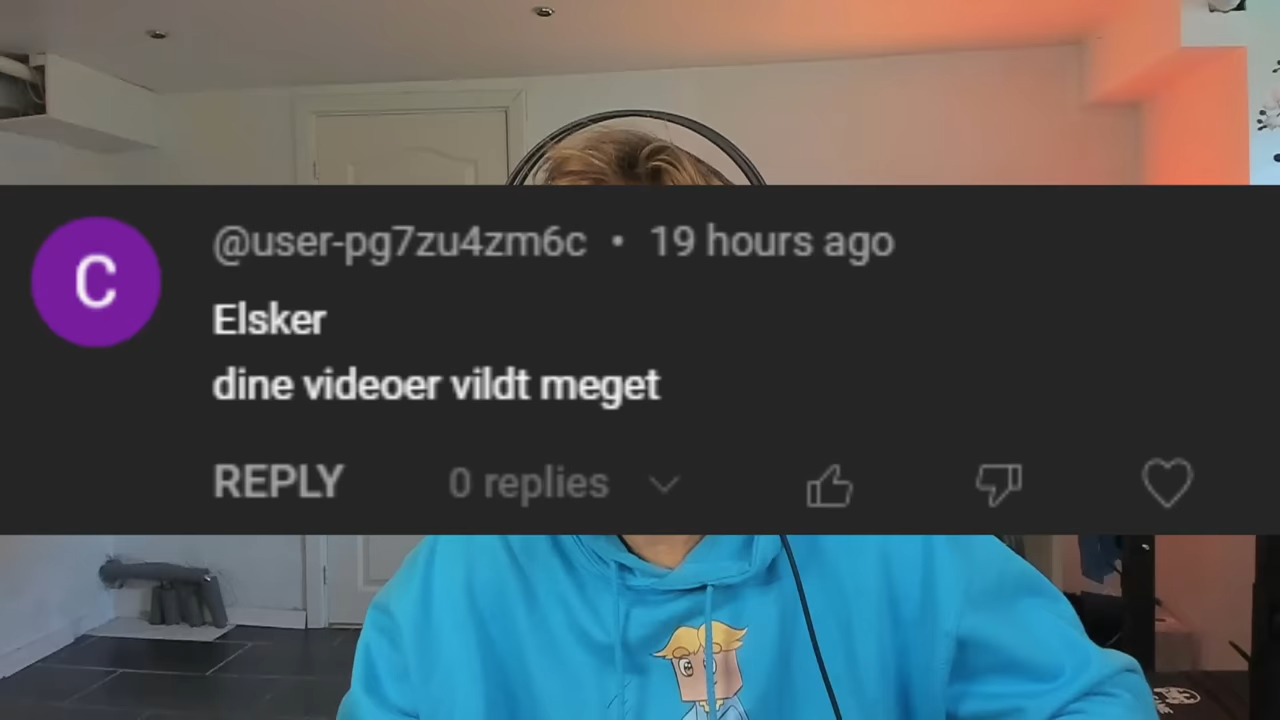 C
@user-pg7zu4zm6c • 19 hours ago
Elsker
dine videoer vildt meget
REPLY 0 replies